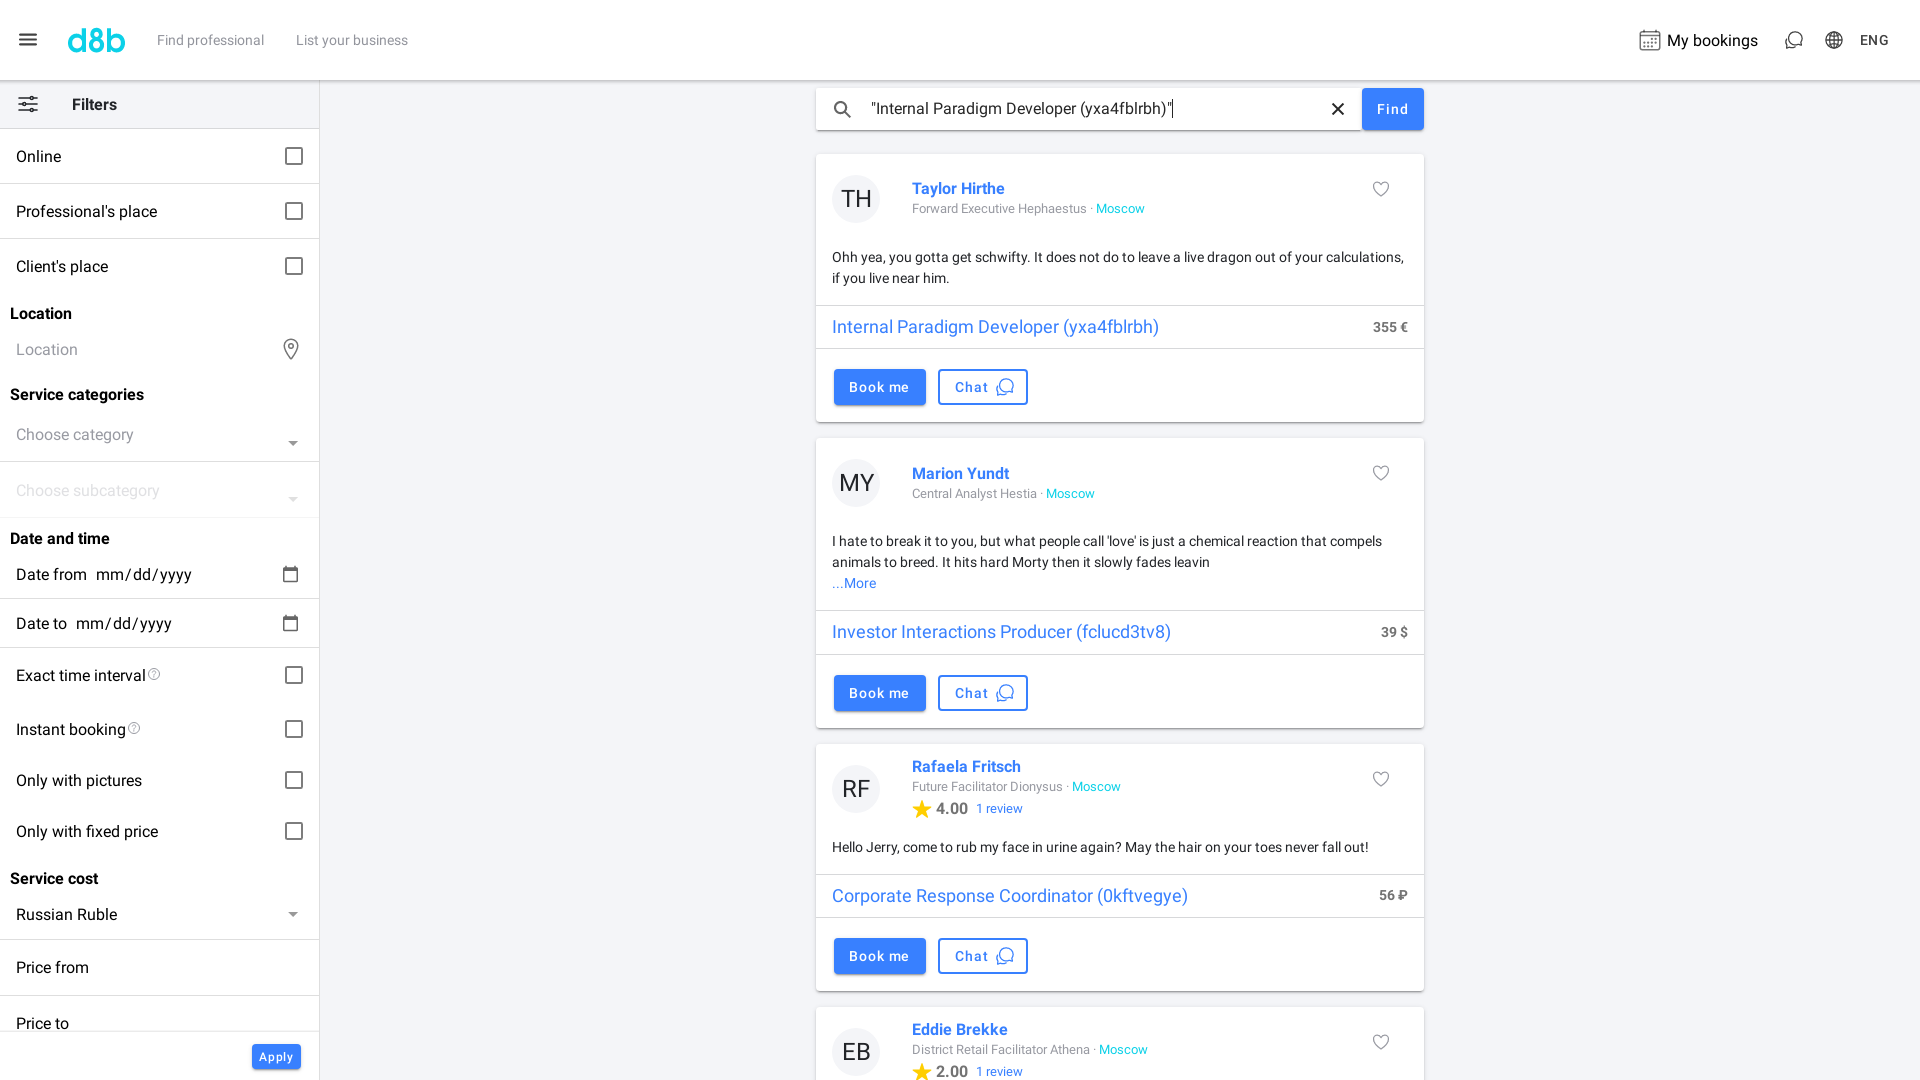 d8b
Find professional
List your business
My bookings
ENG
Filters
Online
Professional's place
Client's place
Location
Location
Service categories
Choose category
Choose subcategory
Date and time
Date from mm/dd/yyyy
Date to mm/dd/yyyy
Exact time interval
Instant booking
Only with pictures
Only with fixed price
Service cost
Russian Ruble
Price from
Price to
Apply
"Internal Paradigm Developer (yxa4fblrbh)"
Find
TH
Taylor Hirthe
Forward Executive Hephaestus · Moscow
Ohh yea, you gotta get schwifty. It does not do to leave a live dragon out of your calculations,
if you live near him.
Internal Paradigm Developer (yxa4fblrbh) 355 €
Book me
Chat
MY
Marion Yundt
Central Analyst Hestia · Moscow
I hate to break it to you, but what people call 'love' is just a chemical reaction that compels
animals to breed. It hits hard Morty then it slowly fades leavin
...More
Investor Interactions Producer (fclucd3tv8) 39 $
Book me
Chat
RF
Rafaela Fritsch
Future Facilitator Dionysus · Moscow
4.00 1 review
Hello Jerry, come to rub my face in urine again? May the hair on your toes never fall out!
Corporate Response Coordinator (0kftvegye) 56 ₽
Book me
Chat
EB
Eddie Brekke
District Retail Facilitator Athena · Moscow
2.00 1 review